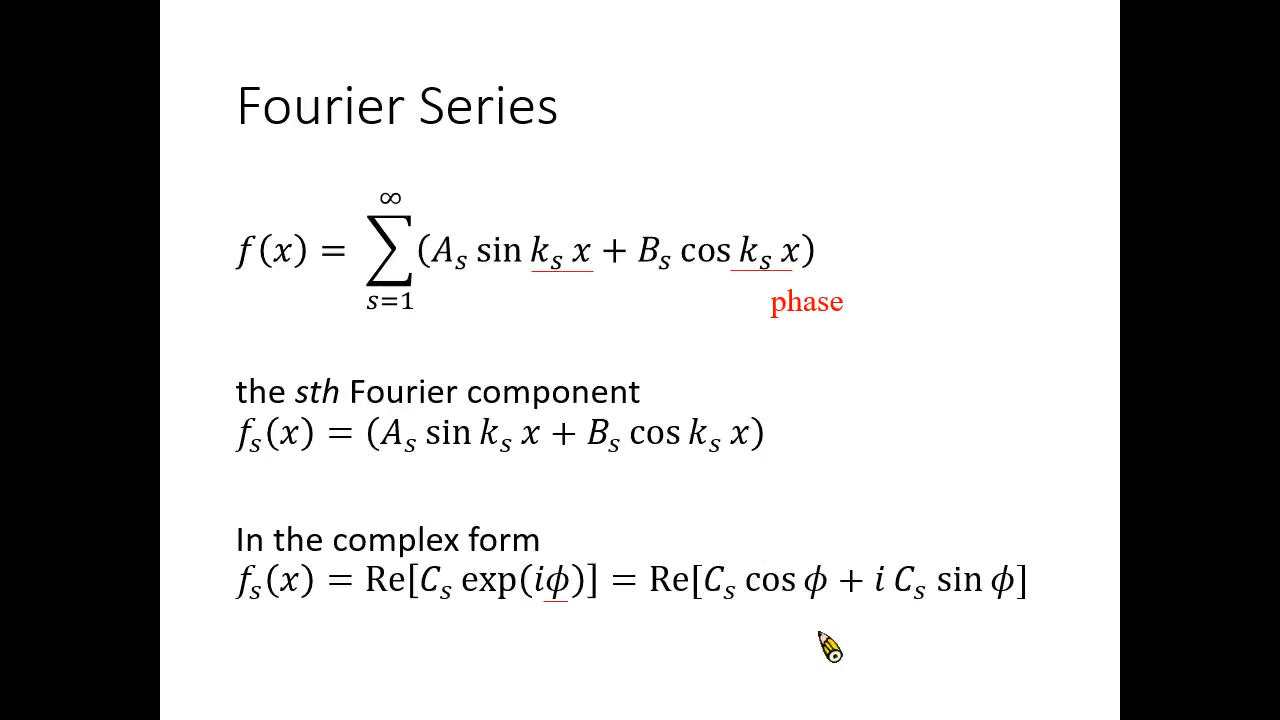 Fourier Series
f(x) = ∑_{s=1}^{∞} (A_s sin k_s x + B_s cos k_s x)
phase
the sth Fourier component
f_s(x) = (A_s sin k_s x + B_s cos k_s x)
In the complex form
f_s(x) = Re[C_s exp(iϕ)] = Re[C_s cos ϕ + i C_s sin ϕ]